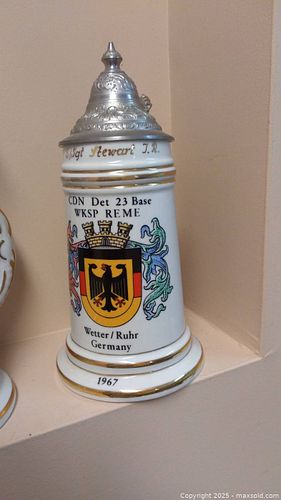 Sgt Stewart J.A.
CDN Det 23 Base
WKSP REME
Wetter/Ruhr
Germany
1967
Copyright 2025 - maxsold.com